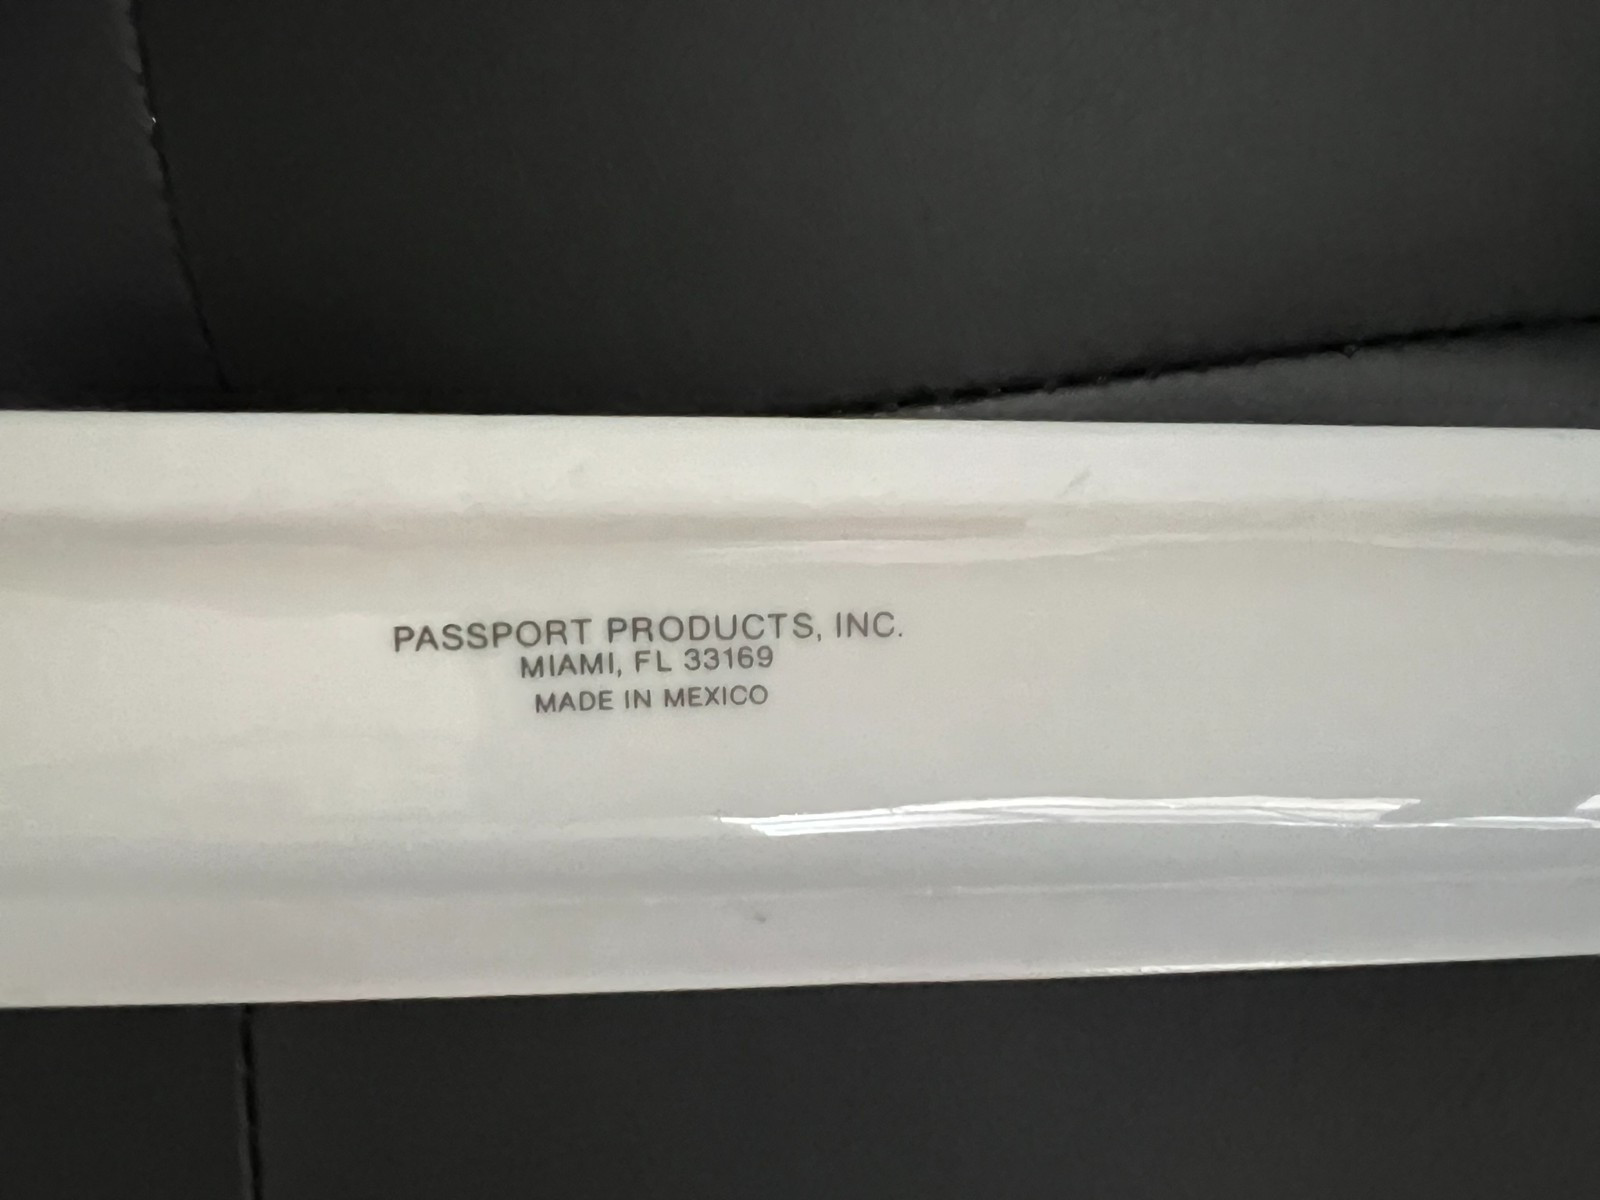 PASSPORT PRODUCTS, INC.
MIAMI, FL 33169
MADE IN MEXICO